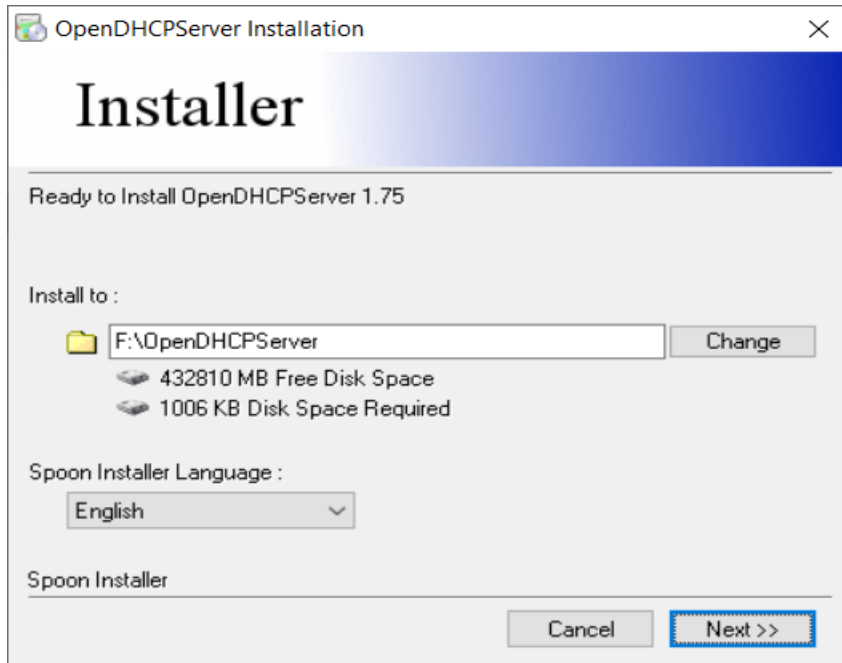 OpenDHCPServer Installation
Installer
Ready to Install OpenDHCPServer 1.75
Install to :
F:\OpenDHCPServer
Change
432810 MB Free Disk Space
1006 KB Disk Space Required
Spoon Installer Language :
English
Spoon Installer
Cancel
Next >>